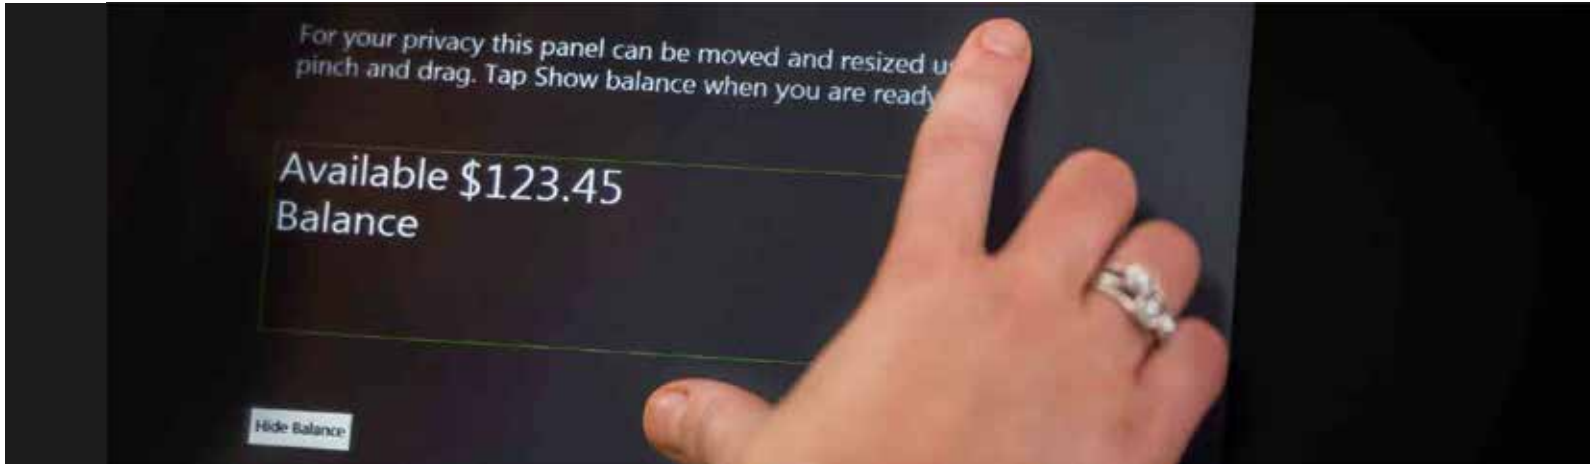 For your privacy this panel can be moved and resized
pinch and drag. Tap Show balance when you are ready
Available $123.45
Balance
Hide Balance